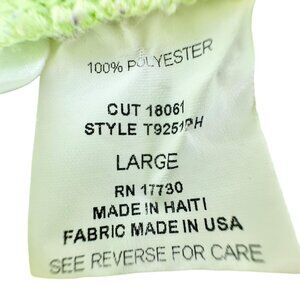 100% POLYESTER
CUT 18061
STYLE T9251PH
LARGE
RN 17730
MADE IN HAITI
FABRIC MADE IN USA
SEE REVERSE FOR CARE